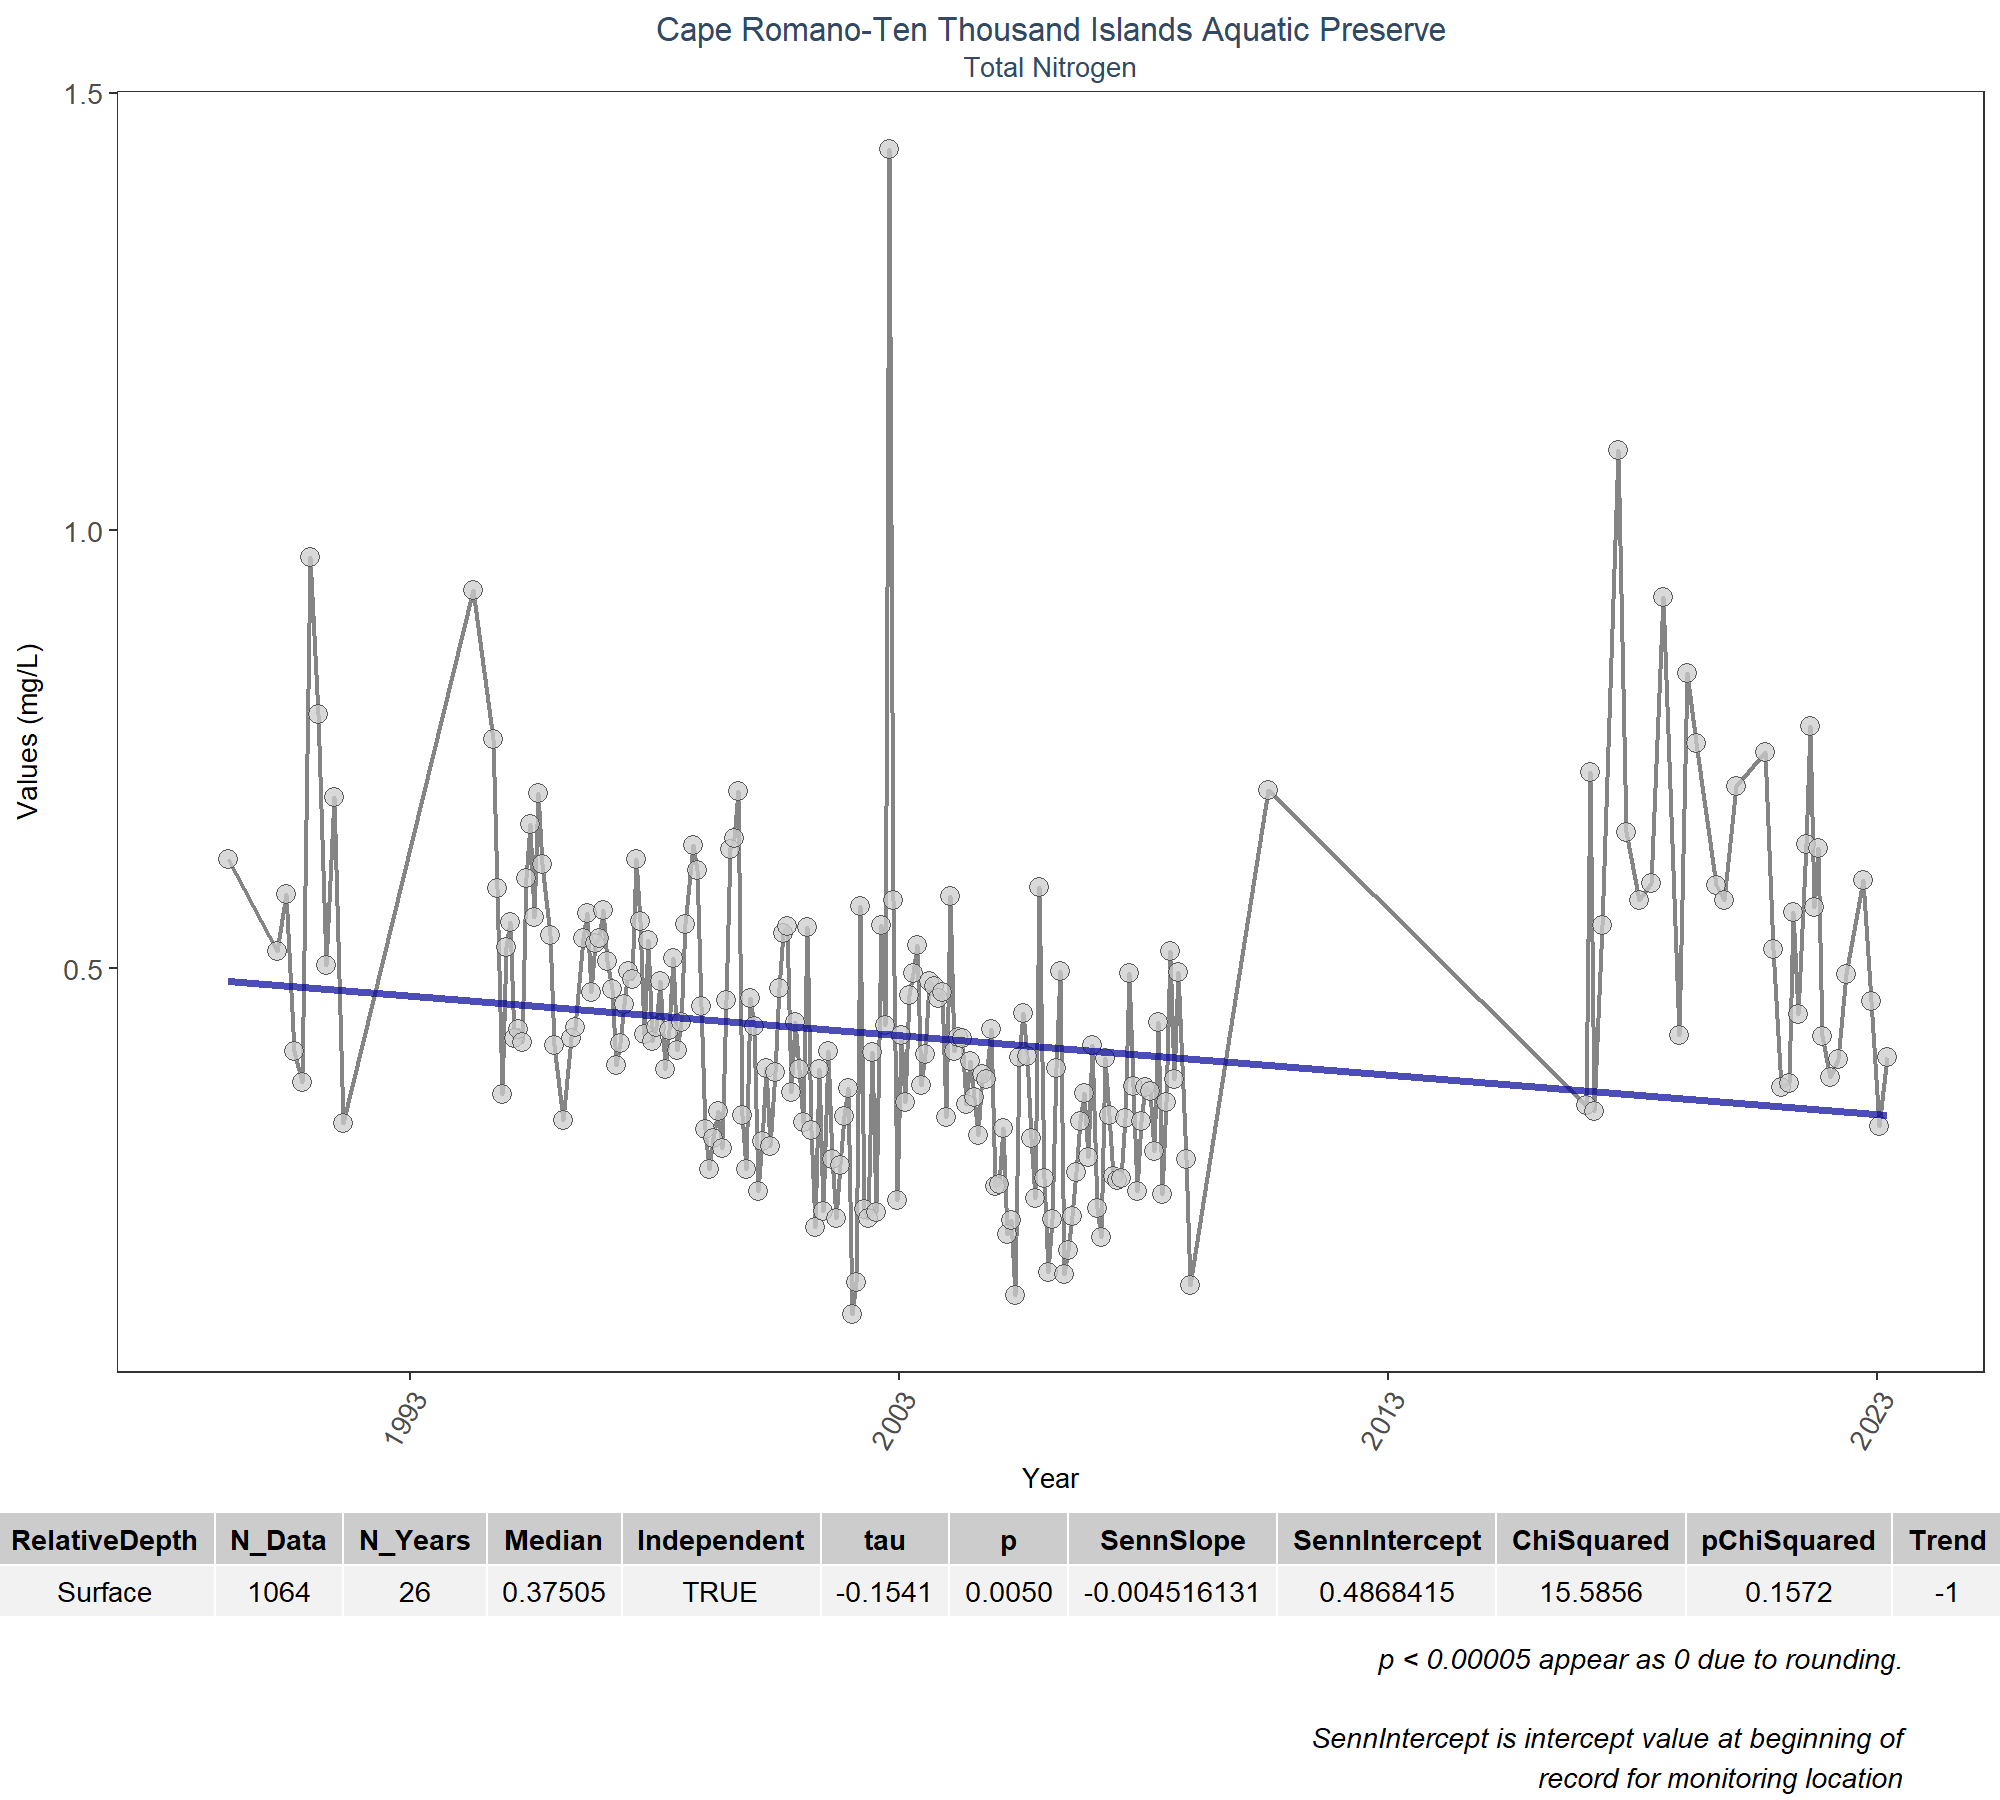 Cape Romano-Ten Thousand Islands Aquatic Preserve
Total Nitrogen
1.5
1.0
0.5
Values (mg/L)
1993
2003
2013
2023
Year
RelativeDepth N_Data N_Years Median Independent tau p SennSlope SennIntercept ChiSquared pChiSquared Trend
Surface 1064 26 0.37505 TRUE -0.1541 0.0050 -0.004516131 0.4868415 15.5856 0.1572 -1
p < 0.00005 appear as 0 due to rounding.
SennIntercept is intercept value at beginning of
record for monitoring location